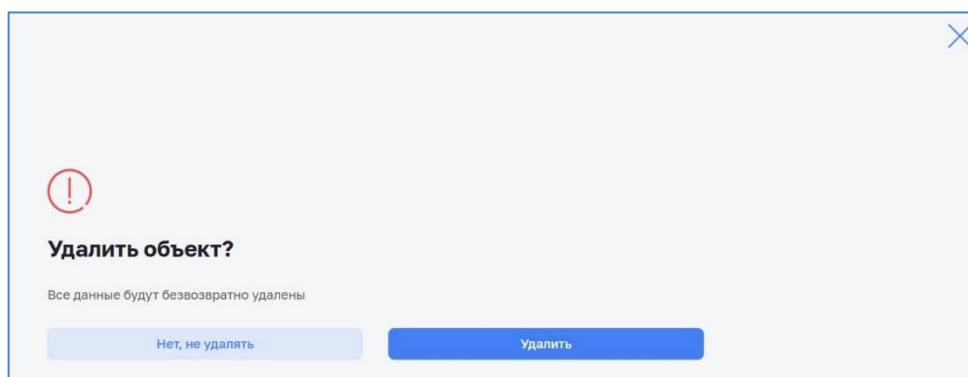 Удалить объект?
Все данные будут безвозвратно удалены
Нет, не удалять
Удалить